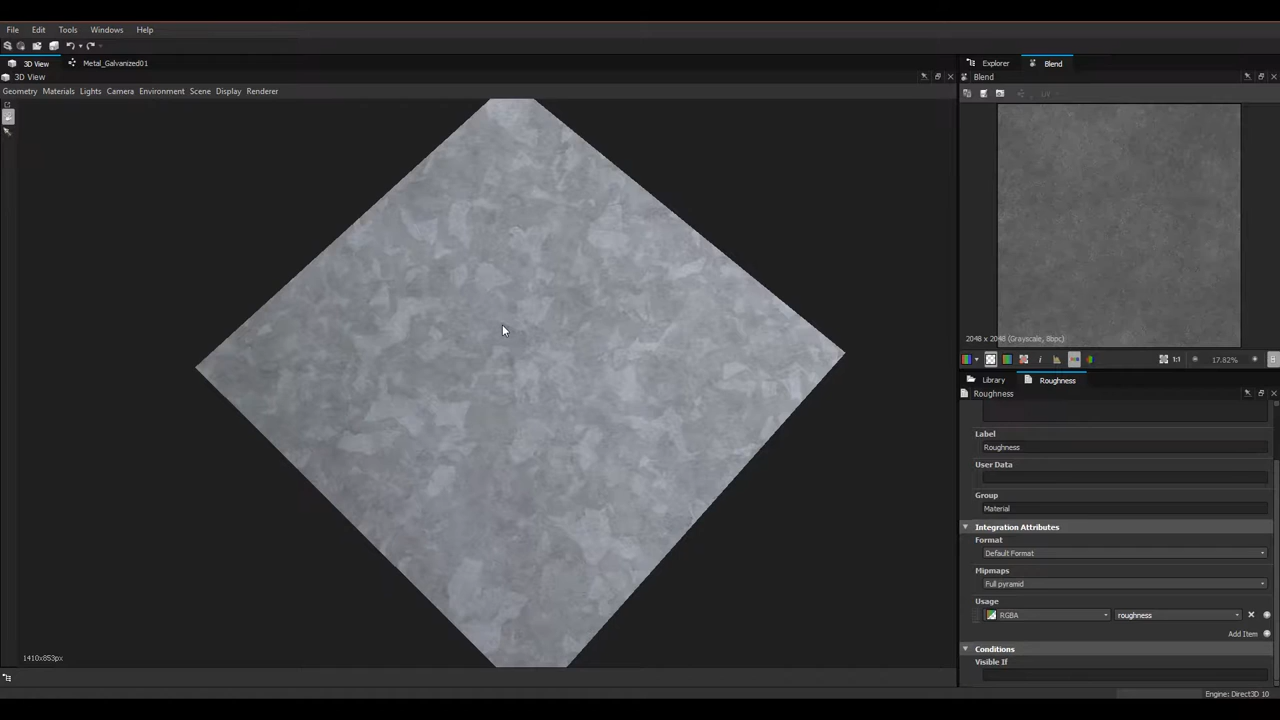 File Edit Tools Windows Help
3D View Metal_Galvanized01
3D View
Geometry Materials Lights Camera Environment Scene Display Renderer
1410x853px
Explorer Blend
Blend
UV
2048 x 2048 (Grayscale, 8bpc)
1:1 17.82%
Library Roughness
Roughness
Label
Roughness
User Data
Group
Material
Integration Attributes
Format
Default Format
Mipmaps
Full pyramid
Usage
RGBA roughness
Add Item
Conditions
Visible If
Engine: Direct3D 10